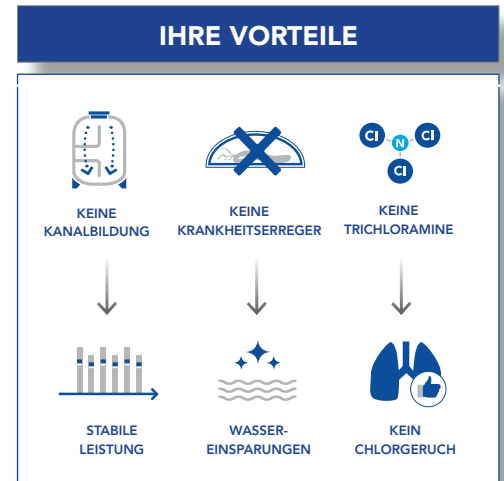 IHRE VORTEILE
Cl
N
Cl
Cl
KEINE
KANALBILDUNG
KEINE
KRANKHEITSERREGER
KEINE
TRICHLORAMINE
STABILE
LEISTUNG
WASSER-
EINSPARUNGEN
KEIN
CHLORGERUCH